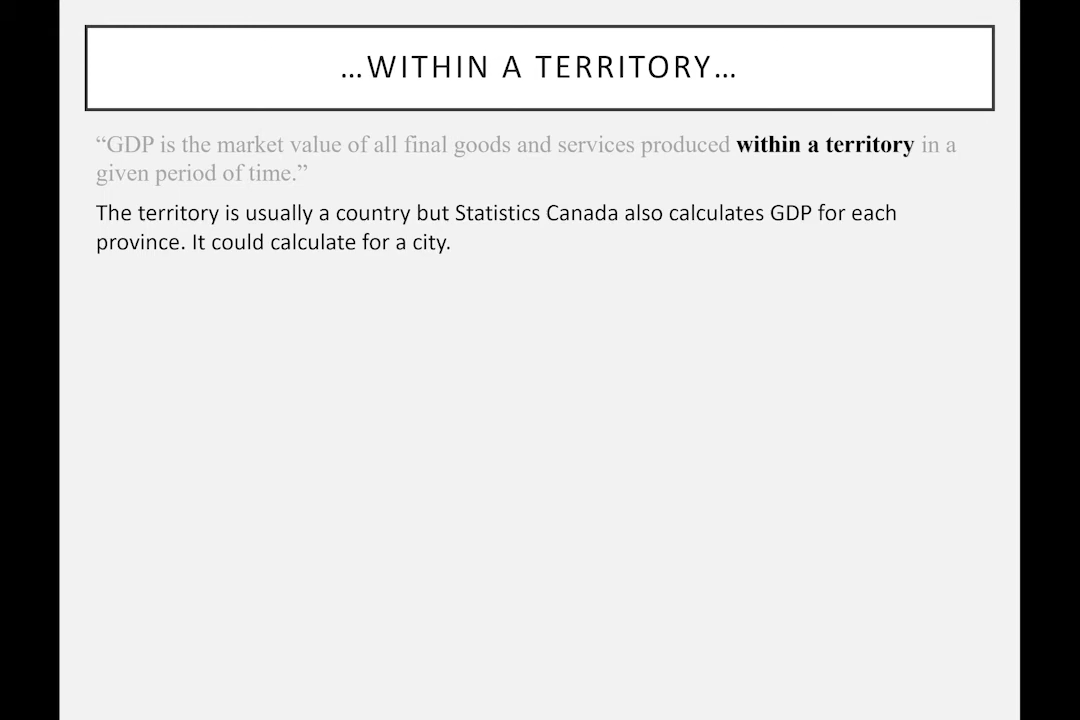 …WITHIN A TERRITORY…
“GDP is the market value of all final goods and services produced within a territory in a
given period of time.”
The territory is usually a country but Statistics Canada also calculates GDP for each
province. It could calculate for a city.